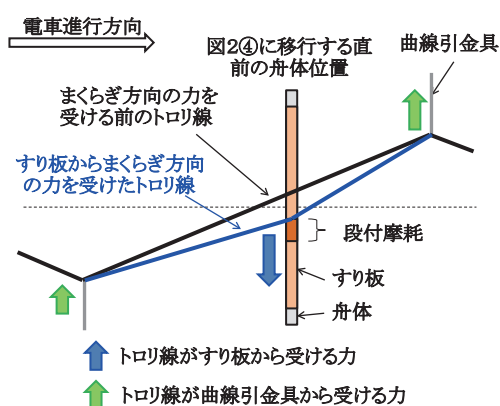 電車進行方向
図2④に移行する直
前の舟体位置
曲線引金具
まくらぎ方向の力を
受ける前のトロリ線
すり板からまくらぎ方向
の力を受けたトロリ線
段付摩耗
すり板
舟体
トロリ線がすり板から受ける力
トロリ線が曲線引金具から受ける力